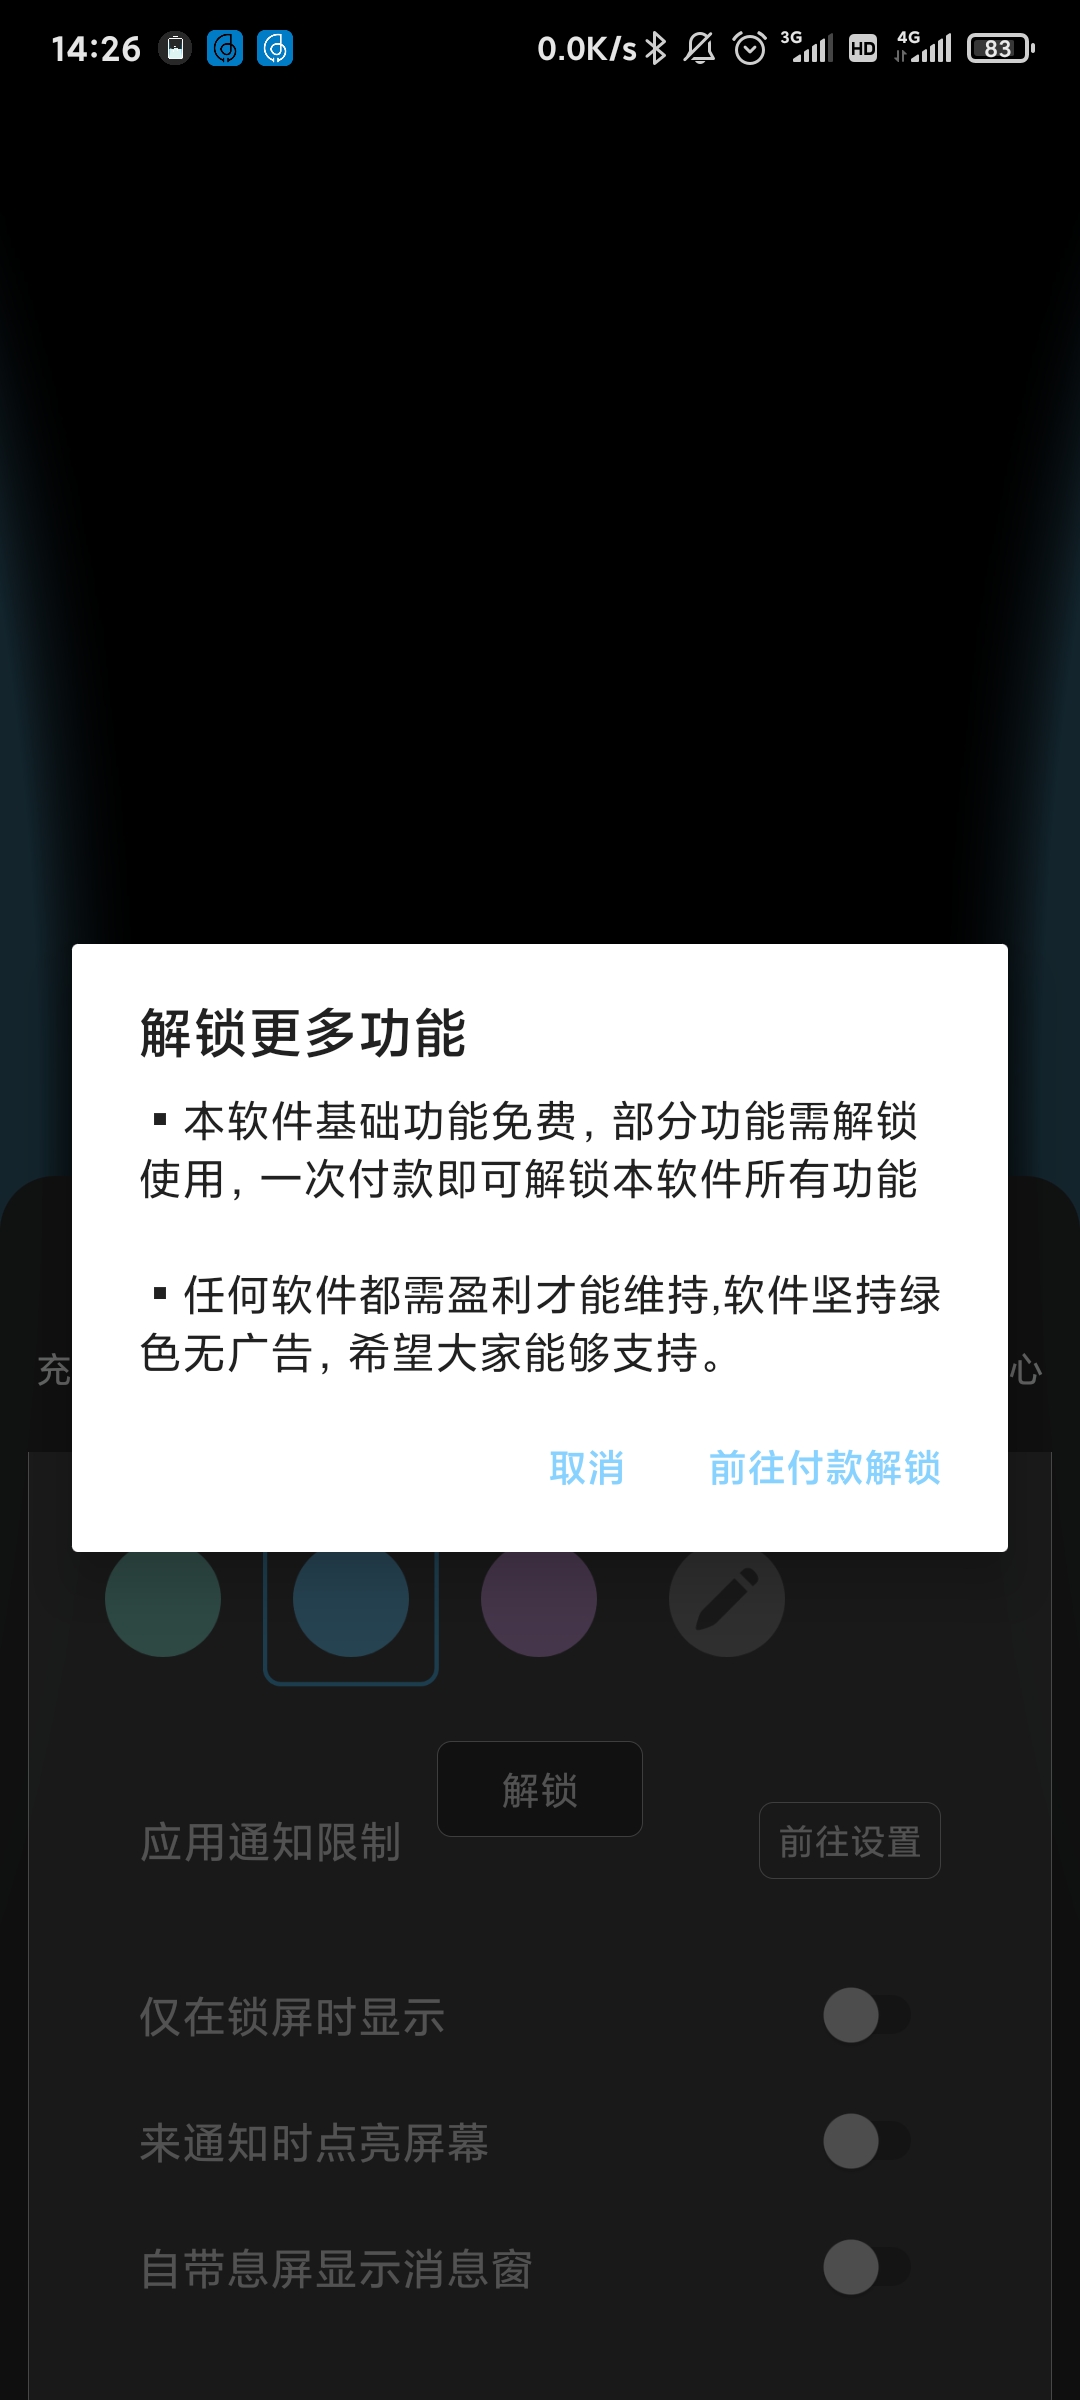 14:26 0.0K/s 3G HD 4G 83
解锁更多功能
▪本软件基础功能免费，部分功能需解锁
使用，一次付款即可解锁本软件所有功能
▪任何软件都需盈利才能维持,软件坚持绿
色无广告，希望大家能够支持。
充 心
取消 前往付款解锁
解锁
应用通知限制 前往设置
仅在锁屏时显示
来通知时点亮屏幕
自带息屏显示消息窗